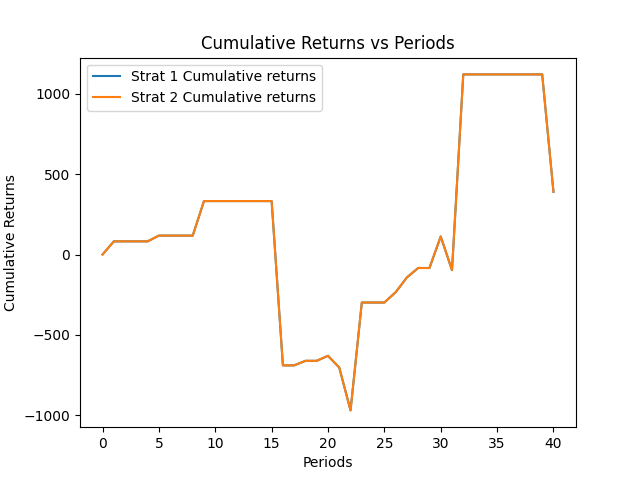 Cumulative Returns vs Periods
Strat 1 Cumulative returns
Strat 2 Cumulative returns
Cumulative Returns
1000
500
0
−500
−1000
0 5 10 15 20 25 30 35 40
Periods